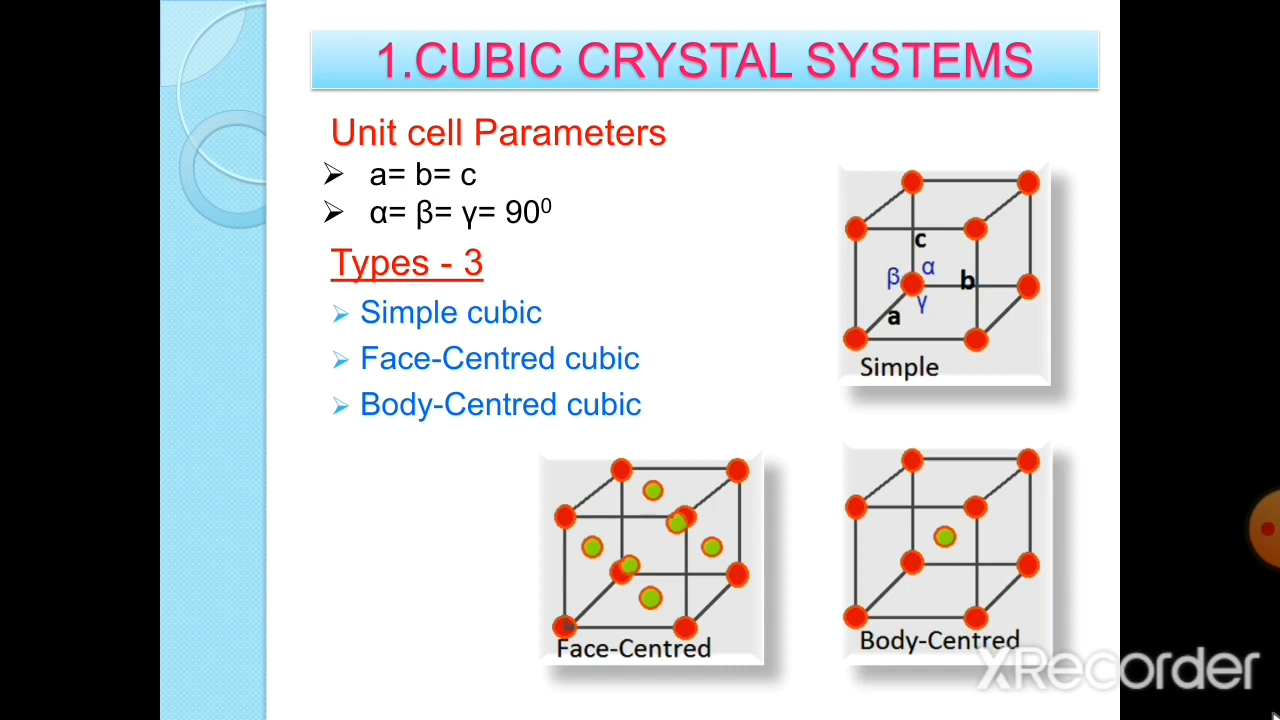 1.CUBIC CRYSTAL SYSTEMS
Unit cell Parameters
➢ a= b= c
➢ α= β= γ= 90⁰
Types - 3
➢ Simple cubic
➢ Face-Centred cubic
➢ Body-Centred cubic
c
β α b
γ
a
Simple
Face-Centred
Body-Centred
XRecorder